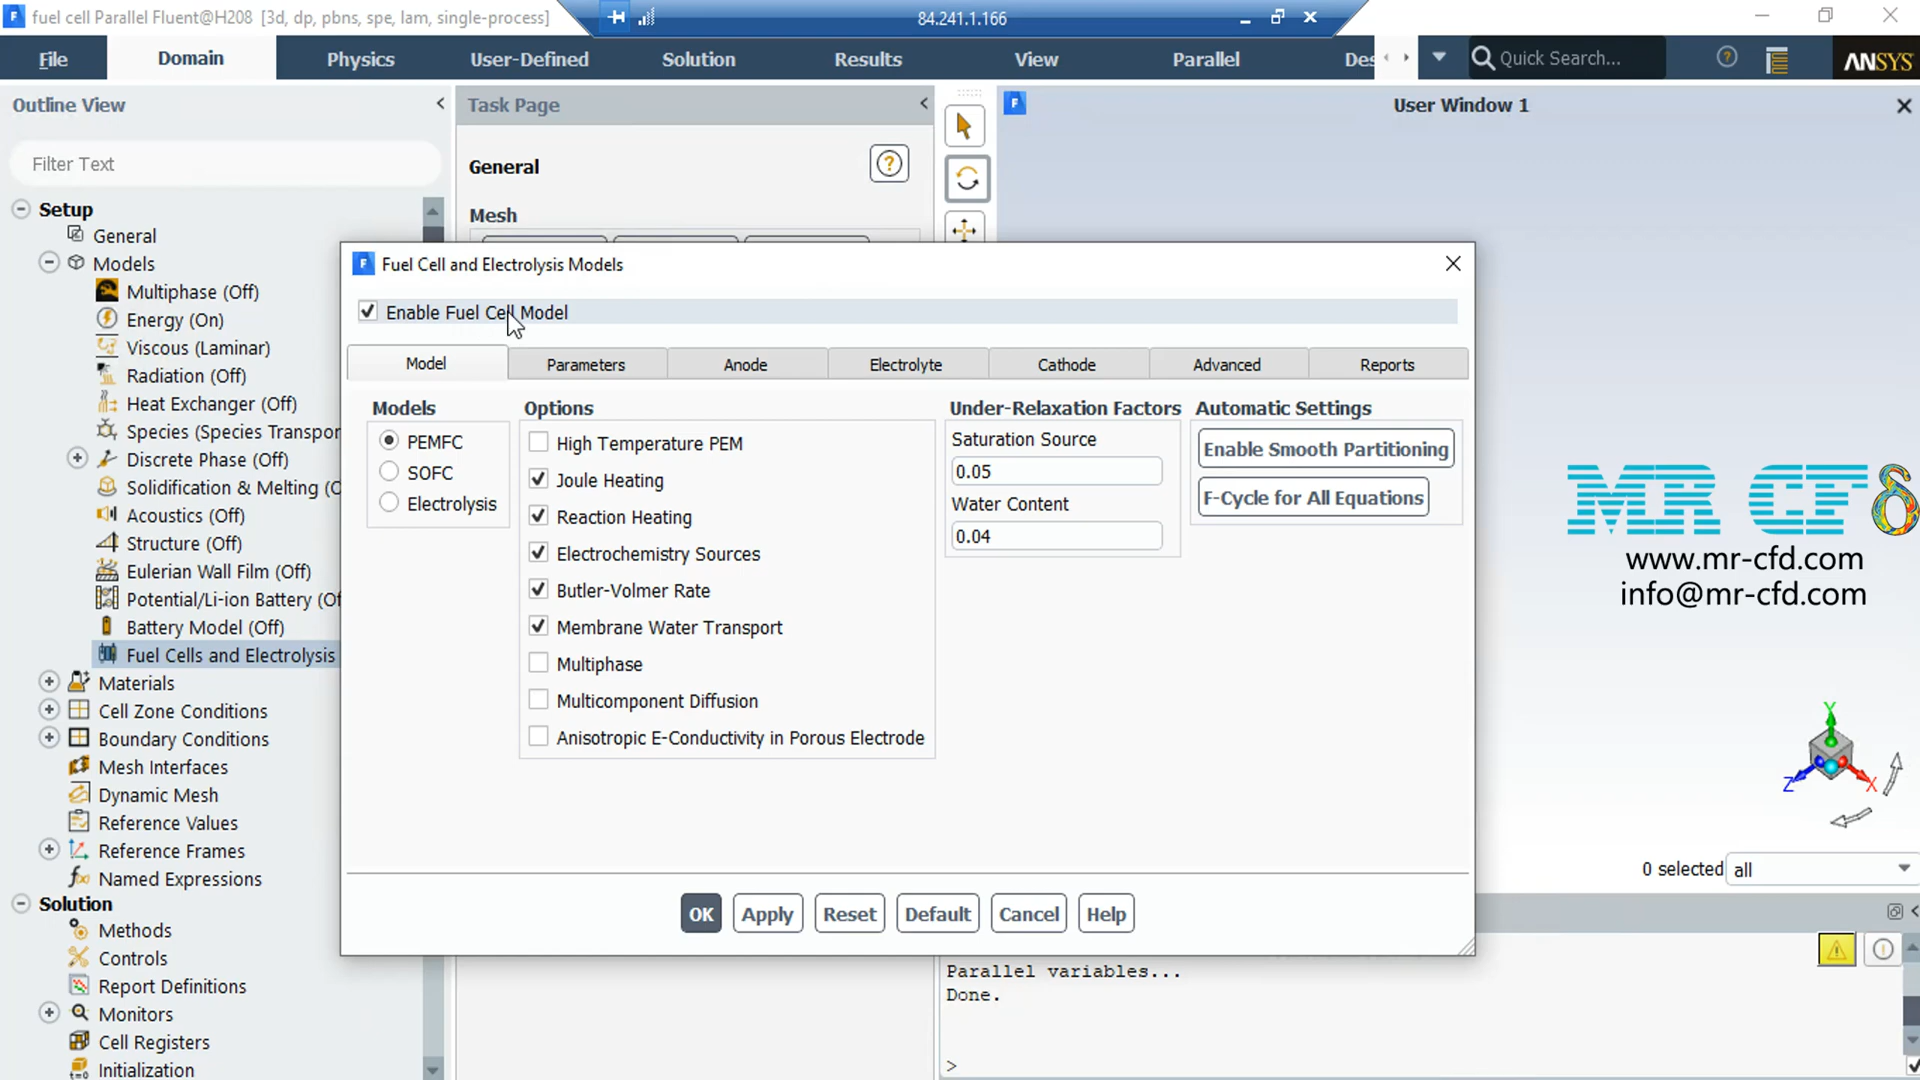 fuel cell Parallel Fluent@H208 [3d, dp, pbns, spe, lam, single-process]
84.241.1.166
File
Domain
Physics
User-Defined
Solution
Results
View
Parallel
Des
Quick Search...
ANSYS
Outline View
Filter Text
Setup
General
Models
Multiphase (Off)
Energy (On)
Viscous (Laminar)
Radiation (Off)
Heat Exchanger (Off)
Species (Species Transpor
Discrete Phase (Off)
Solidification & Melting (O
Acoustics (Off)
Structure (Off)
Eulerian Wall Film (Off)
Potential/Li-ion Battery (Of
Battery Model (Off)
Fuel Cells and Electrolysis
Materials
Cell Zone Conditions
Boundary Conditions
Mesh Interfaces
Dynamic Mesh
Reference Values
Reference Frames
Named Expressions
Solution
Methods
Controls
Report Definitions
Monitors
Cell Registers
Initialization
Task Page
General
Mesh
User Window 1
Fuel Cell and Electrolysis Models
Enable Fuel Cell Model
Model
Parameters
Anode
Electrolyte
Cathode
Advanced
Reports
Models
PEMFC
SOFC
Electrolysis
Options
High Temperature PEM
Joule Heating
Reaction Heating
Electrochemistry Sources
Butler-Volmer Rate
Membrane Water Transport
Multiphase
Multicomponent Diffusion
Anisotropic E-Conductivity in Porous Electrode
Under-Relaxation Factors
Saturation Source
0.05
Water Content
0.04
Automatic Settings
Enable Smooth Partitioning
F-Cycle for All Equations
OK
Apply
Reset
Default
Cancel
Help
MR CFD
www.mr-cfd.com
info@mr-cfd.com
Y
Z
X
0 selected
all
Parallel variables...
Done.
>